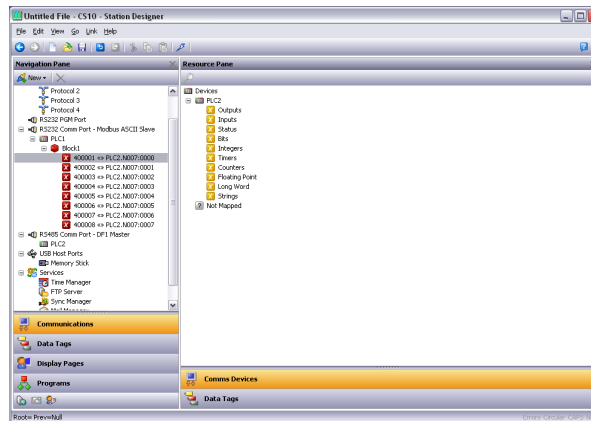 Untitled File - CS10 - Station Designer
File Edit View Go Link Help
Navigation Pane
New
Protocol 2
Protocol 3
Protocol 4
RS232 PGM Port
RS232 Comm Port - Modbus ASCII Slave
PLC1
Block1
400001 <=> PLC2.N007:0000
400002 <=> PLC2.N007:0001
400003 <=> PLC2.N007:0002
400004 <=> PLC2.N007:0003
400005 <=> PLC2.N007:0004
400006 <=> PLC2.N007:0005
400007 <=> PLC2.N007:0006
400008 <=> PLC2.N007:0007
RS485 Comm Port - DF1 Master
PLC2
USB Host Ports
Memory Stick
Services
Time Manager
FTP Server
Sync Manager
Communications
Data Tags
Display Pages
Programs
Resource Pane
Devices
PLC2
Outputs
Inputs
Status
Bits
Integers
Timers
Counters
Floating Point
Long Word
Strings
Not Mapped
Comms Devices
Data Tags
Root= Prev=Null
Errors Circular CAPS